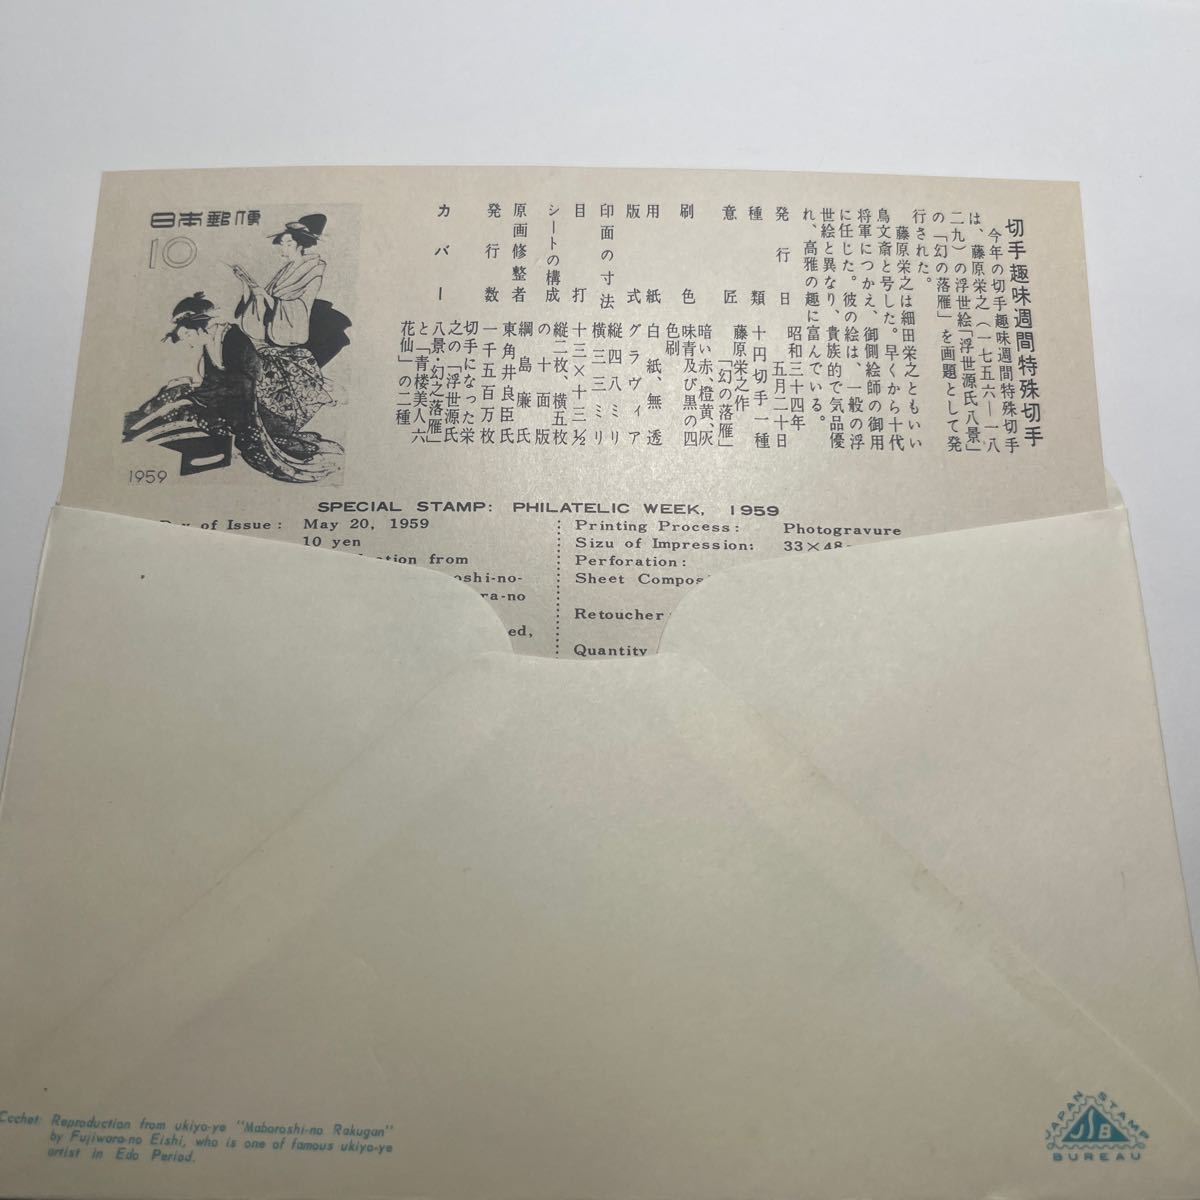 切手趣味週間特殊切手
今年の切手趣味週間特殊切手
は、藤原栄之(一七五六—一八
二九)の浮世絵「浮世源氏八景」
の「幻の落雁」を画題として発
行された。
藤原栄之は細田栄之ともいい
鳥文斎と号した。早くから十代
将軍につかえ、御側絵師の御用
に任じた。彼の絵は、一般の浮
世絵と異なり、貴族的で気品優
れ、高雅の趣に富んでいる。
発行日 昭和三十四年
五月二十日
種類 十円切手一種
意匠 藤原栄之作
「幻の落雁」
刷色 暗い赤、橙黄、灰
味青及び黒の四
色刷
用紙 白紙、無透
版式 グラヴィア
印面の寸法 縦四八ミリ
横三三ミリ
目打 十三×十三½
シートの構成 縦二枚、横五枚
の十面版
原画修整者 綱島廉氏
東角井良臣氏
発行数 一千五百万枚
カバー 切手になった栄
之の「浮世源氏
八景・幻之落雁」
と「青楼美人六
花仙」の二種
日本郵便
10
1959
SPECIAL STAMP: PHILATELIC WEEK, 1959
Day of Issue: May 20, 1959
10 yen
from
oshi-no-
ra-no
ed,
Printing Process: Photogravure
Sizu of Impression: 33×48
Perforation:
Sheet Compos
Retoucher
Quantity
Cachet: Reproduction from ukiyo-ye "Maboroshi-no Rakugan"
by Fujiwara-no Eishi, who is one of famous ukiyo-ye
artist in Edo Period.
JAPAN STAMP
JSB
BUREAU